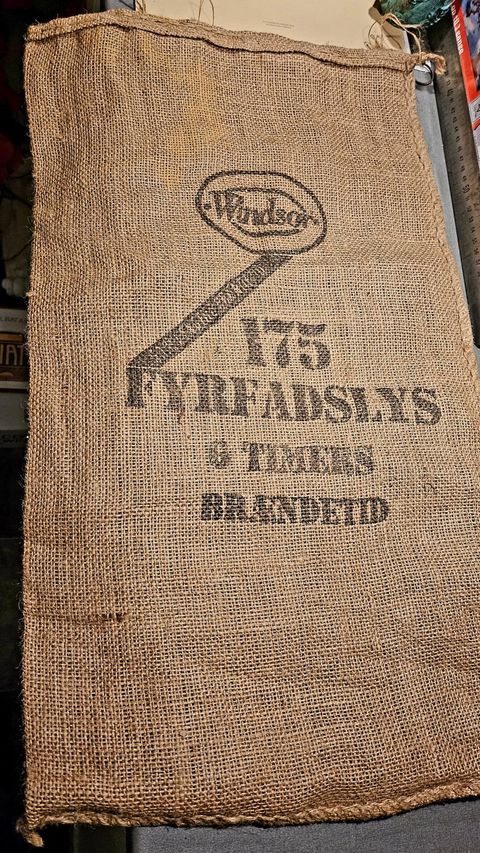 Windsor
175
FYRFADSLYS
6 TIMERS
BRÆNDETID